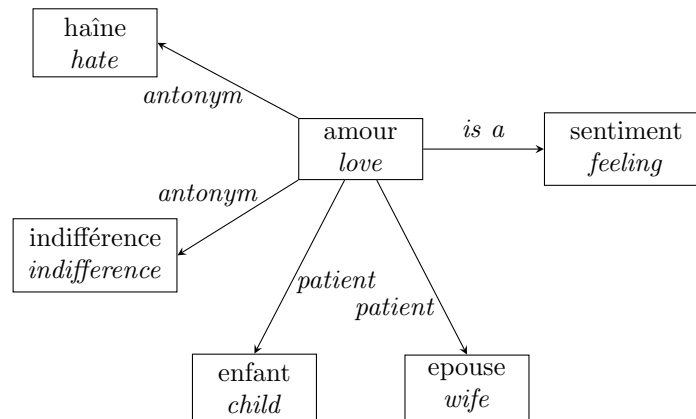 haîne
hate
antonym
amour
love
is a
sentiment
feeling
antonym
indifférence
indifference
patient
patient
enfant
child
epouse
wife